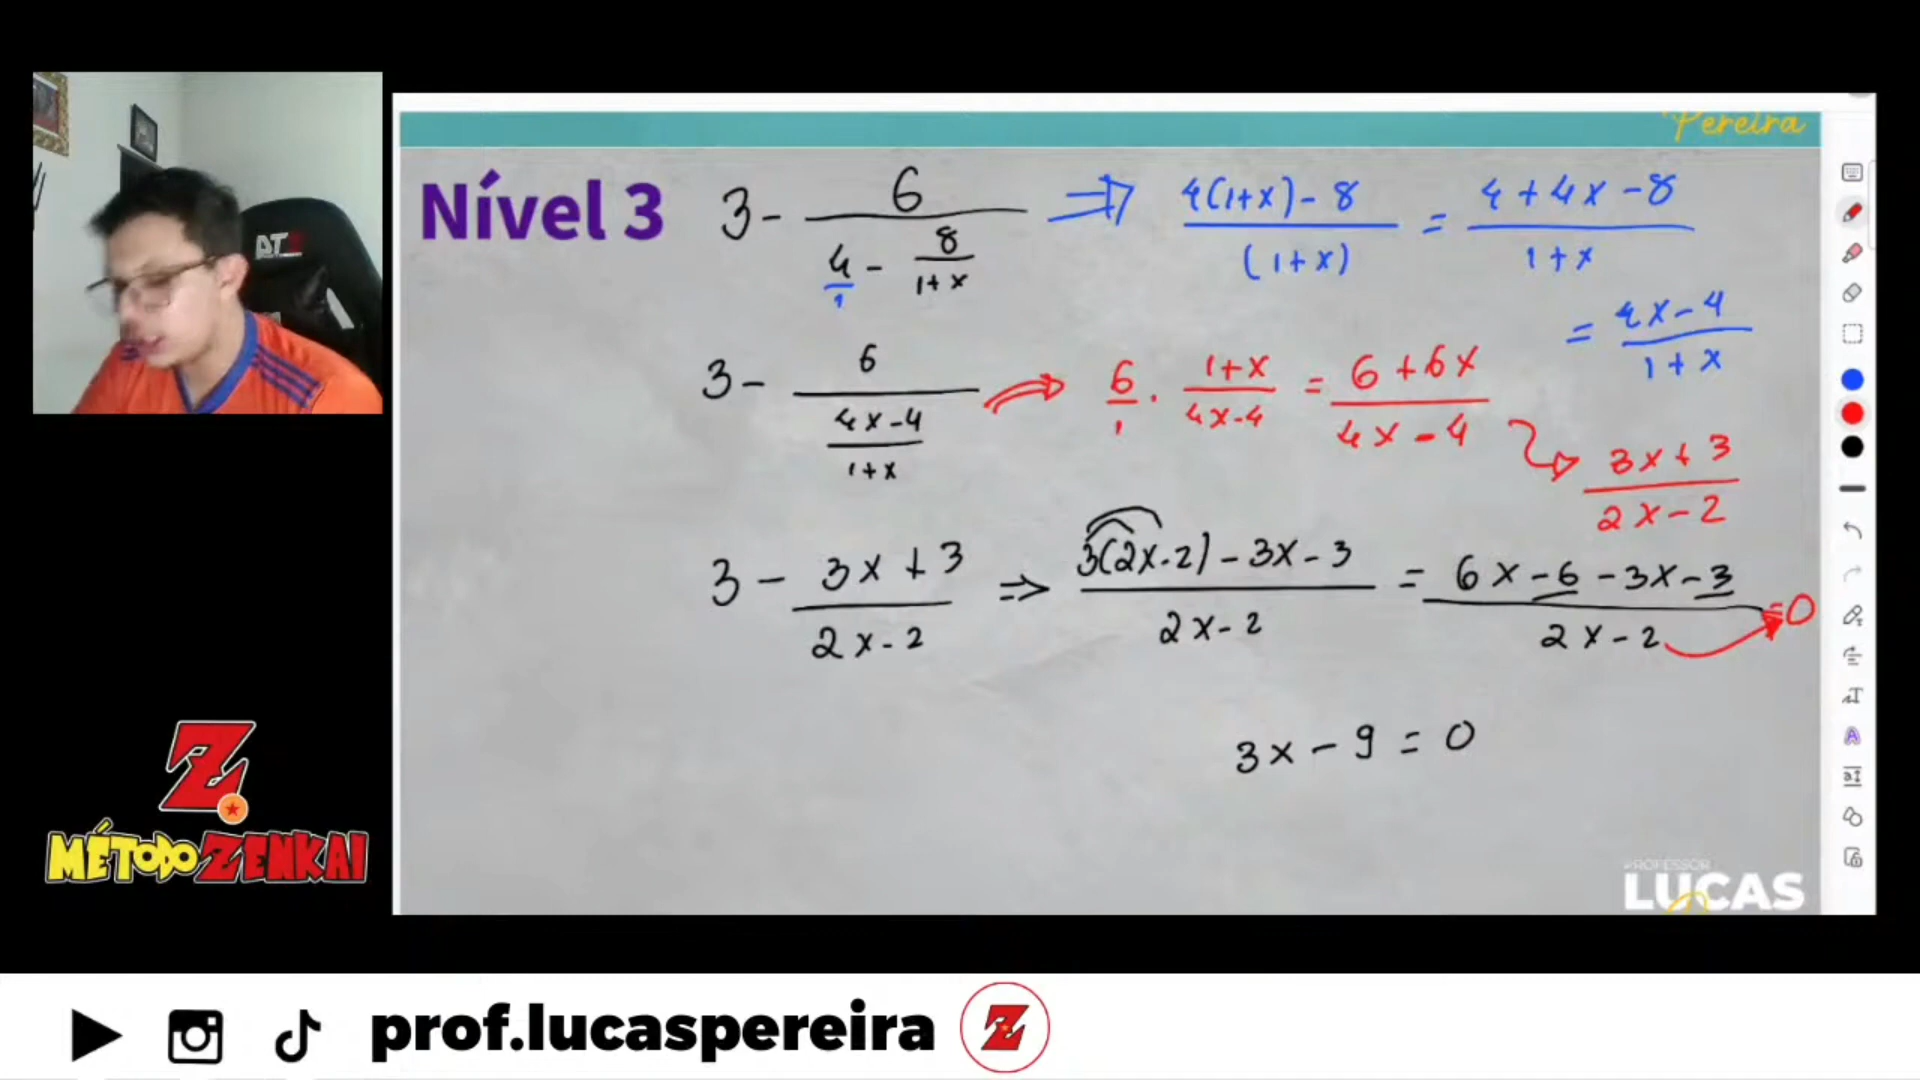 Pereira
Nível 3
3 - 6 / (4/1 - 8/(1+x)) ⇒ (4(1+x) - 8) / (1+x) = (4 + 4x - 8) / (1+x)
= (4x - 4) / (1 + x)
3 - 6 / ((4x-4)/(1+x)) ⇒ 6/1 · (1+x)/(4x-4) = (6+6x)/(4x-4)
(3x+3)/(2x-2)
3 - (3x+3)/(2x-2) ⇒ (3(2x-2) - 3x - 3)/(2x-2) = (6x - 6 - 3x - 3)/(2x-2) = 0
3x - 9 = 0
DT3
Z
MÉTODO ZENKAI
PROFESSOR
LUCAS
prof.lucaspereira
Z